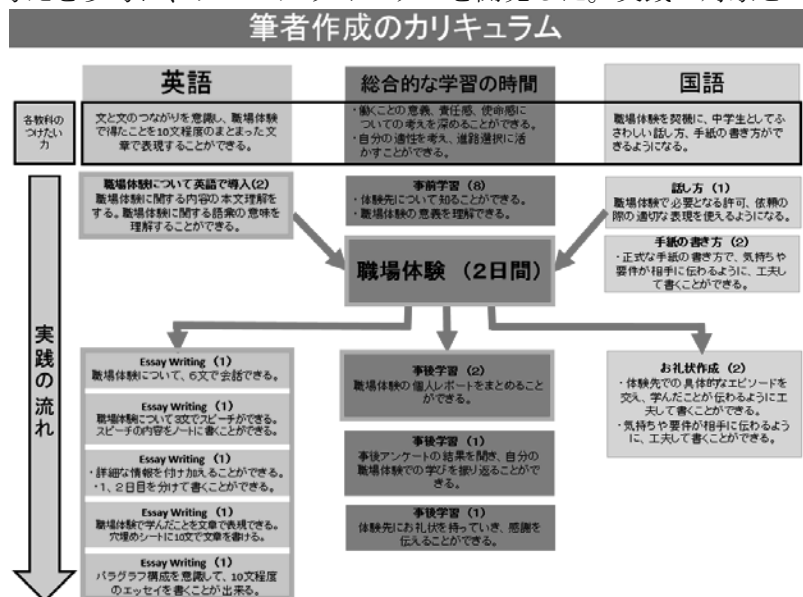 筆者作成のカリキュラム
英語
総合的な学習の時間
国語
各教科の
つけたい
力
文と文のつながりを意識し、職場体験
で得たことを10文程度のまとまった文
章で表現することができる。
・働くことの意義、責任感、使命感に
ついての考えを深めることができる。
・自分の適性を考え、進路選択に活
かすことができる。
職場体験を契機に、中学生として
ふさわしい話し方、手紙の書き方がで
きるようになる。
実践の流れ
職場体験について英語で導入(2)
職場体験に関する内容の本文理解を
する。職場体験に関する語彙の意味を
理解することができる。
事前学習(8)
・体験先について知ることができる。
・職場体験の意義を理解できる。
話し方(1)
職場体験で必要となる許可、依頼の
際の適切な表現を使えるようになる。
手紙の書き方(2)
・正式な手紙の書き方で、気持ちや
要件が相手に伝わるように、工夫し
て書くことができる。
職場体験(2日間)
Essay Writing(1)
職場体験について、6文で会話できる。
Essay Writing(1)
職場体験について3文でスピーチができる。
スピーチの内容をノートに書くことができる。
Essay Writing(1)
・詳細な情報を付け加えることができる。
・1、2日目を分けて書くことができる。
Essay Writing(1)
職場体験で学んだことを文章で表現できる。
穴埋めシートに10文で文章を書ける。
Essay Writing(1)
パラグラフ構成を意識して、10文程度
のエッセイを書くことが出来る。
事後学習(2)
職場体験の個人レポートをまとめること
ができる。
事後学習(1)
事後アンケートの結果を聞き、自分の
職場体験での学びを振り返ることがで
きる。
事後学習(1)
体験先にお礼状を持っていき、感謝を
伝えることができる。
お礼状作成(2)
・体験先での具体的なエピソードを
交え、学んだことが伝わるように工
夫して書くことができる。
・気持ちや要件が相手に伝わるよう
に、工夫して書くことができる。